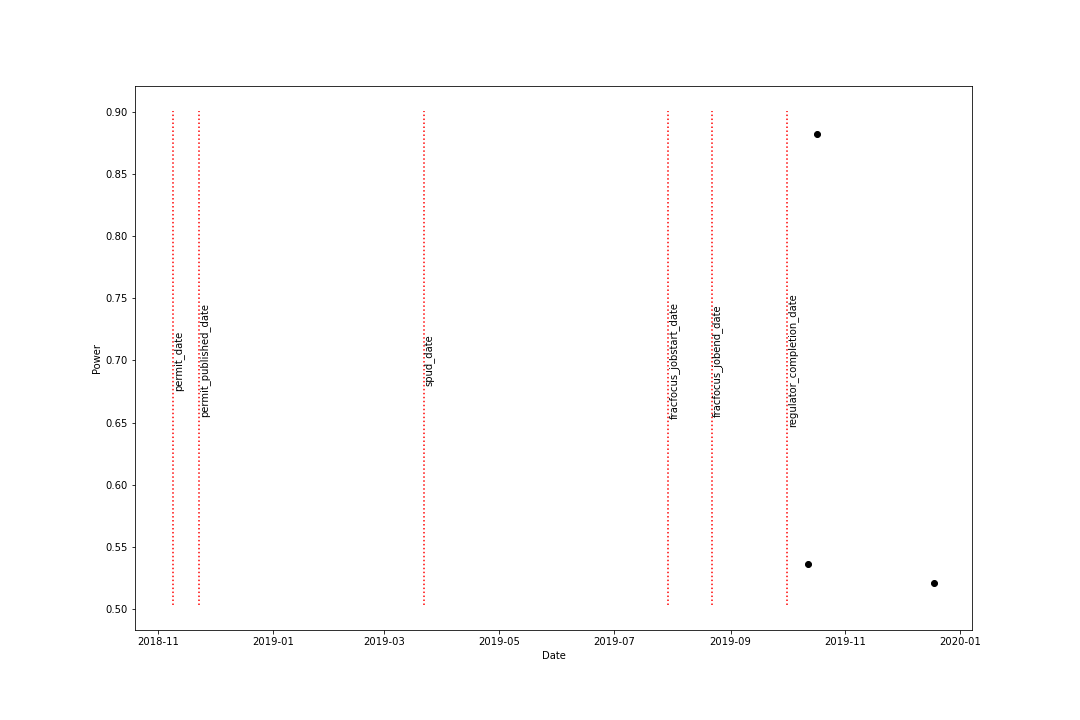 0.90
0.85
0.80
0.75
0.70
0.65
0.60
0.55
0.50
Power
permit_date
permit_published_date
spud_date
fracfocus_jobstart_date
fracfocus_jobend_date
regulator_completion_date
2018-11
2019-01
2019-03
2019-05
2019-07
2019-09
2019-11
2020-01
Date